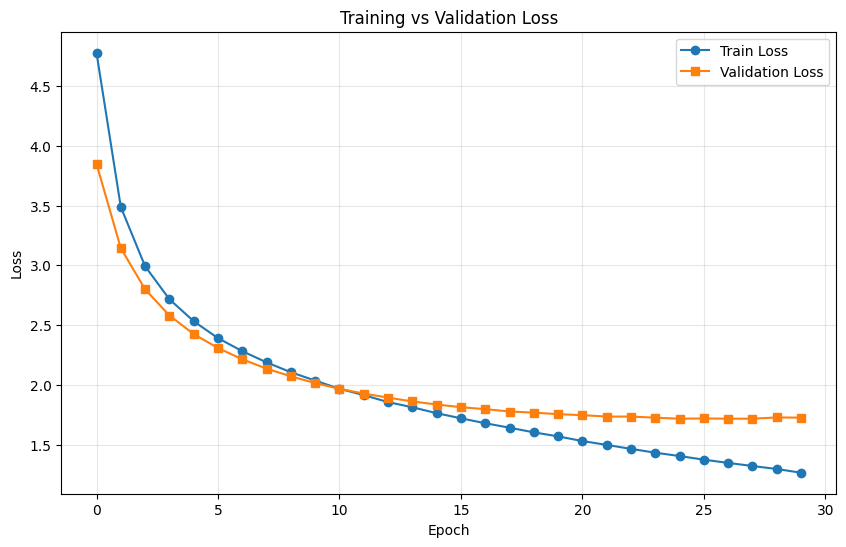 Training vs Validation Loss
Train Loss
Validation Loss
4.5
4.0
3.5
3.0
2.5
2.0
1.5
Loss
0 5 10 15 20 25 30
Epoch